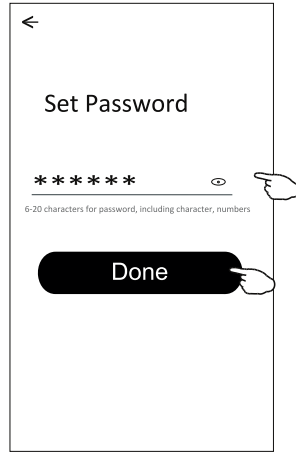 Set Password
******
6-20 characters for password, including character, numbers
Done